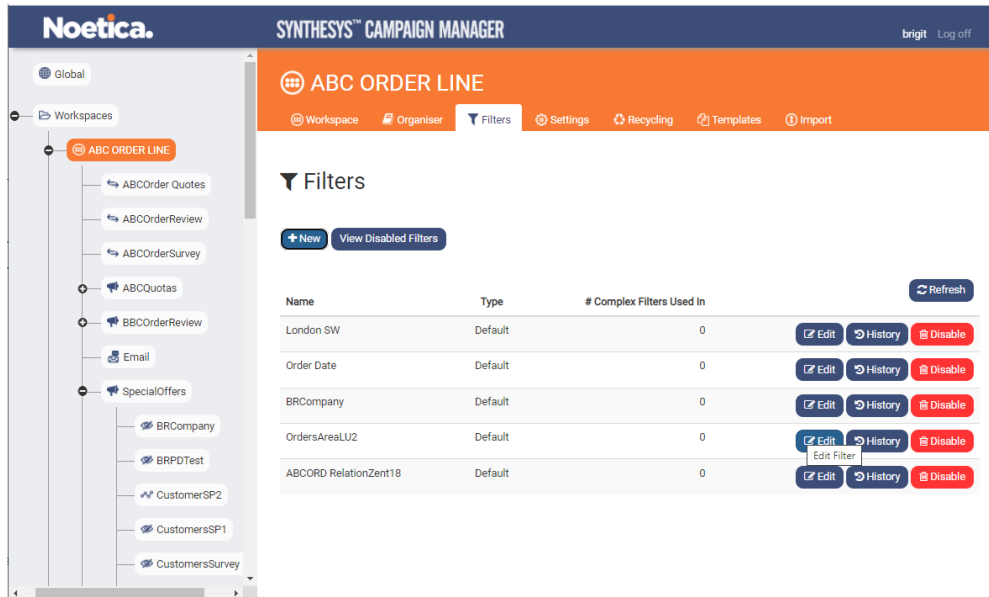 Noetica.
SYNTHESYS™ CAMPAIGN MANAGER
brigit Log off
Global
Workspaces
ABC ORDER LINE
ABCOrder Quotes
ABCOrderReview
ABCOrderSurvey
ABCQuotas
BBCOrderReview
Email
SpecialOffers
BRCompany
BRPDTest
CustomerSP2
CustomersSP1
CustomersSurvey
ABC ORDER LINE
Workspace Organiser Filters Settings Recycling Templates Import
Filters
New View Disabled Filters
Refresh
Name Type # Complex Filters Used In
London SW Default 0 Edit History Disable
Order Date Default 0 Edit History Disable
BRCompany Default 0 Edit History Disable
OrdersAreaLU2 Default 0 Edit History Disable
Edit Filter
ABCORD RelationZent18 Default 0 Edit History Disable